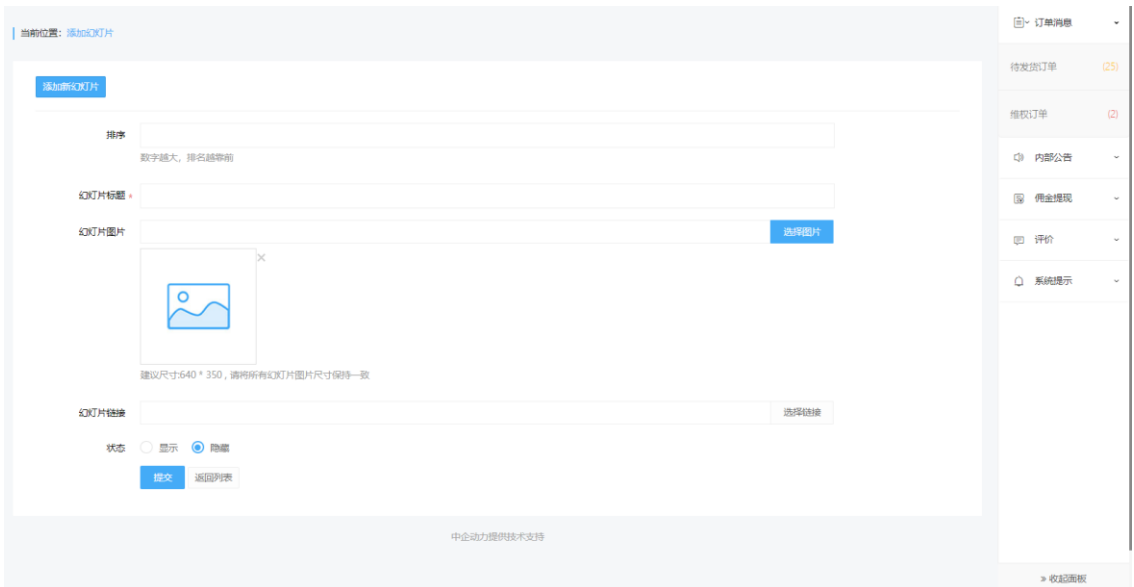 当前位置：添加幻灯片
添加新幻灯片
排序
数字越大，排名越靠前
幻灯片标题 *
幻灯片图片
选择图片
建议尺寸:640 * 350 , 请将所有幻灯片图片尺寸保持一致
幻灯片链接
选择链接
状态
显示
隐藏
提交
返回列表
中企动力提供技术支持
订单消息
待发货订单 (25)
维权订单 (2)
内部公告
佣金提现
评价
系统提示
» 收起面板